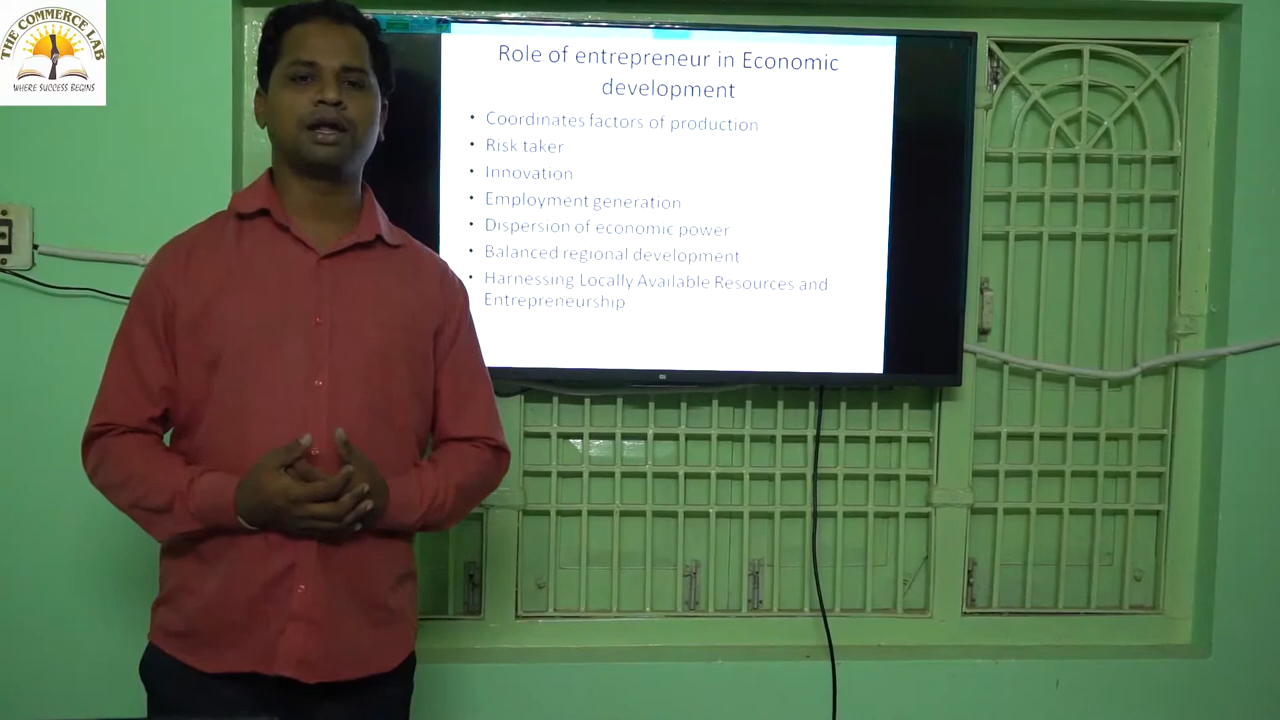 THE COMMERCE LAB
WHERE SUCCESS BEGINS
Role of entrepreneur in Economic
development
• Coordinates factors of production
• Risk taker
• Innovation
• Employment generation
• Dispersion of economic power
• Balanced regional development
• Harnessing Locally Available Resources and
Entrepreneurship
mi